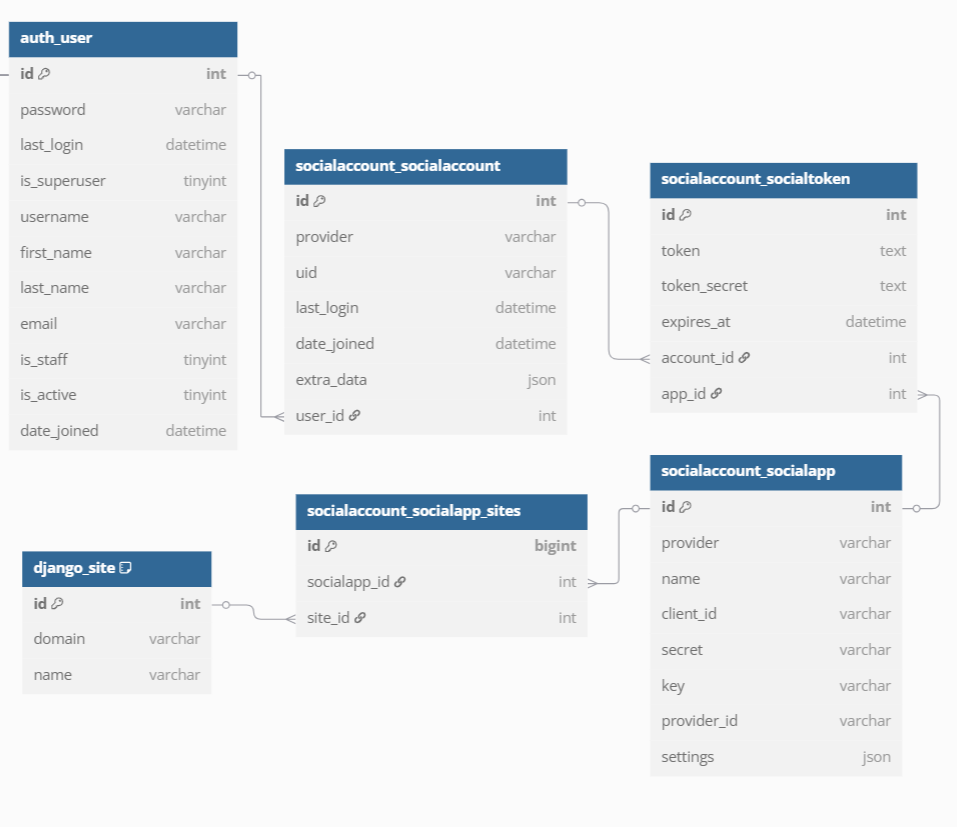 auth_user
id int
password varchar
last_login datetime
is_superuser tinyint
username varchar
first_name varchar
last_name varchar
email varchar
is_staff tinyint
is_active tinyint
date_joined datetime
socialaccount_socialaccount
id int
provider varchar
uid varchar
last_login datetime
date_joined datetime
extra_data json
user_id int
socialaccount_socialtoken
id int
token text
token_secret text
expires_at datetime
account_id int
app_id int
socialaccount_socialapp
id int
provider varchar
name varchar
client_id varchar
secret varchar
key varchar
provider_id varchar
settings json
socialaccount_socialapp_sites
id bigint
socialapp_id int
site_id int
django_site
id int
domain varchar
name varchar